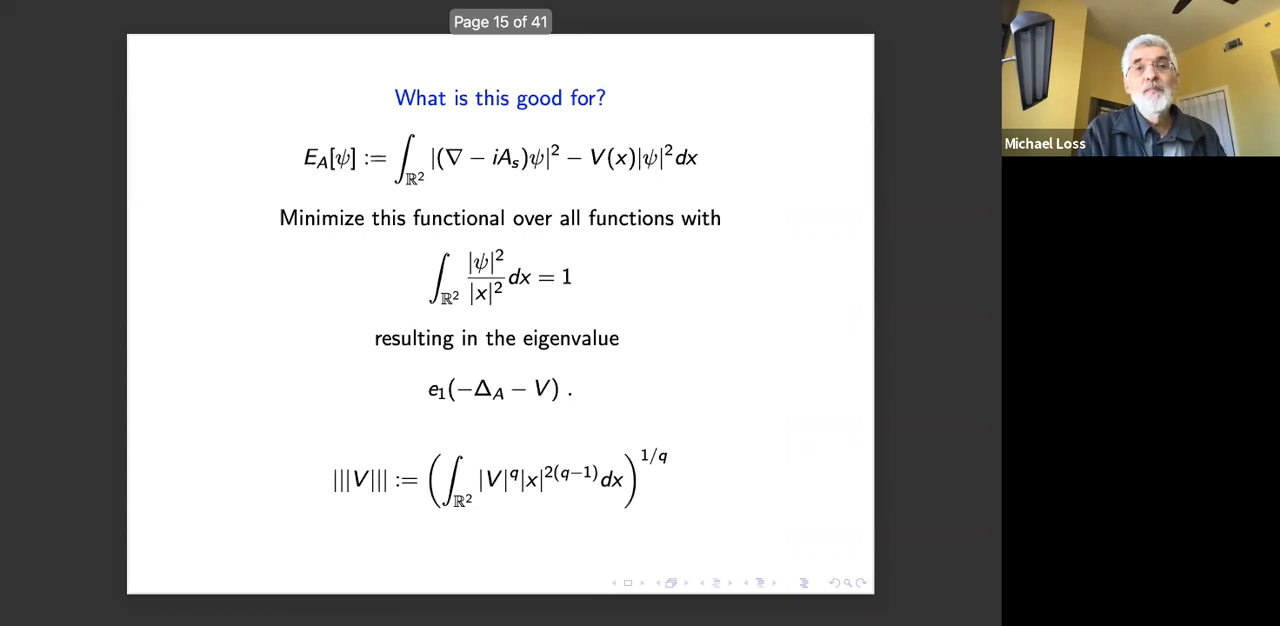 Page 15 of 41
What is this good for?
E_A[ψ] := ∫_{ℝ²} |(∇ − iA_s)ψ|² − V(x)|ψ|² dx
Minimize this functional over all functions with
∫_{ℝ²} |ψ|²/|x|² dx = 1
resulting in the eigenvalue
e₁(−Δ_A − V) .
|||V||| := (∫_{ℝ²} |V|^q |x|^{2(q−1)} dx)^{1/q}
Michael Loss